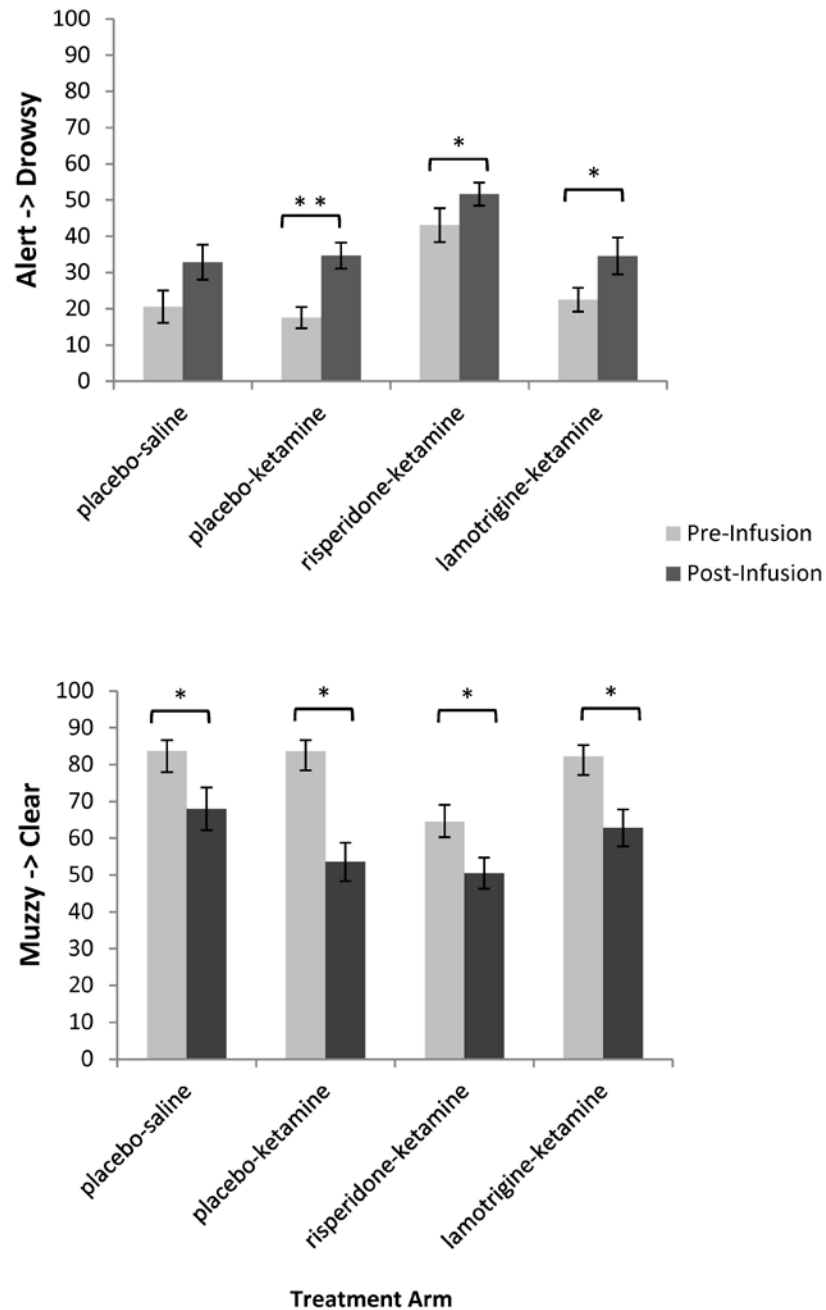 100
90
80
70
60
50
40
30
20
10
0
Alert -> Drowsy
* *
*
*
placebo-saline
placebo-ketamine
risperidone-ketamine
lamotrigine-ketamine
Pre-Infusion
Post-Infusion
100
90
80
70
60
50
40
30
20
10
0
Muzzy -> Clear
*
*
*
*
placebo-saline
placebo-ketamine
risperidone-ketamine
lamotrigine-ketamine
Treatment Arm